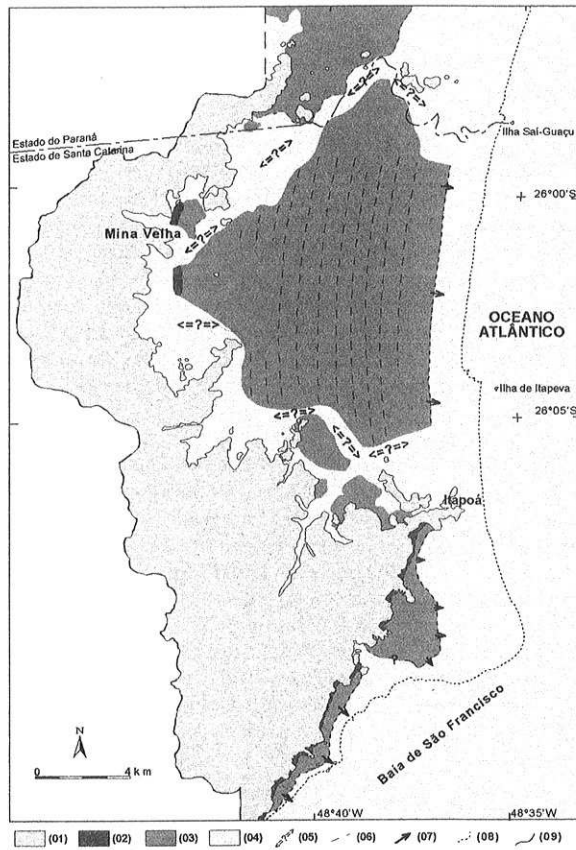 <=?=>
<=?=>
Estado do Paraná
Estado de Santa Catarina
Ilha Saí-Guaçu
<=?=>
26°00'S
Mina Velha
<=?=>
<=?=>
OCEANO
ATLÂNTICO
Ilha de Itapeva
26°05'S
<=?=>
<=?=>
<=?=>
Itapoá
Baia de São Francisco
N
0 4 km
48°40'W 48°35'W
(01) (02) (03) (04) <=?=> (05) (06) (07) (08) (09)